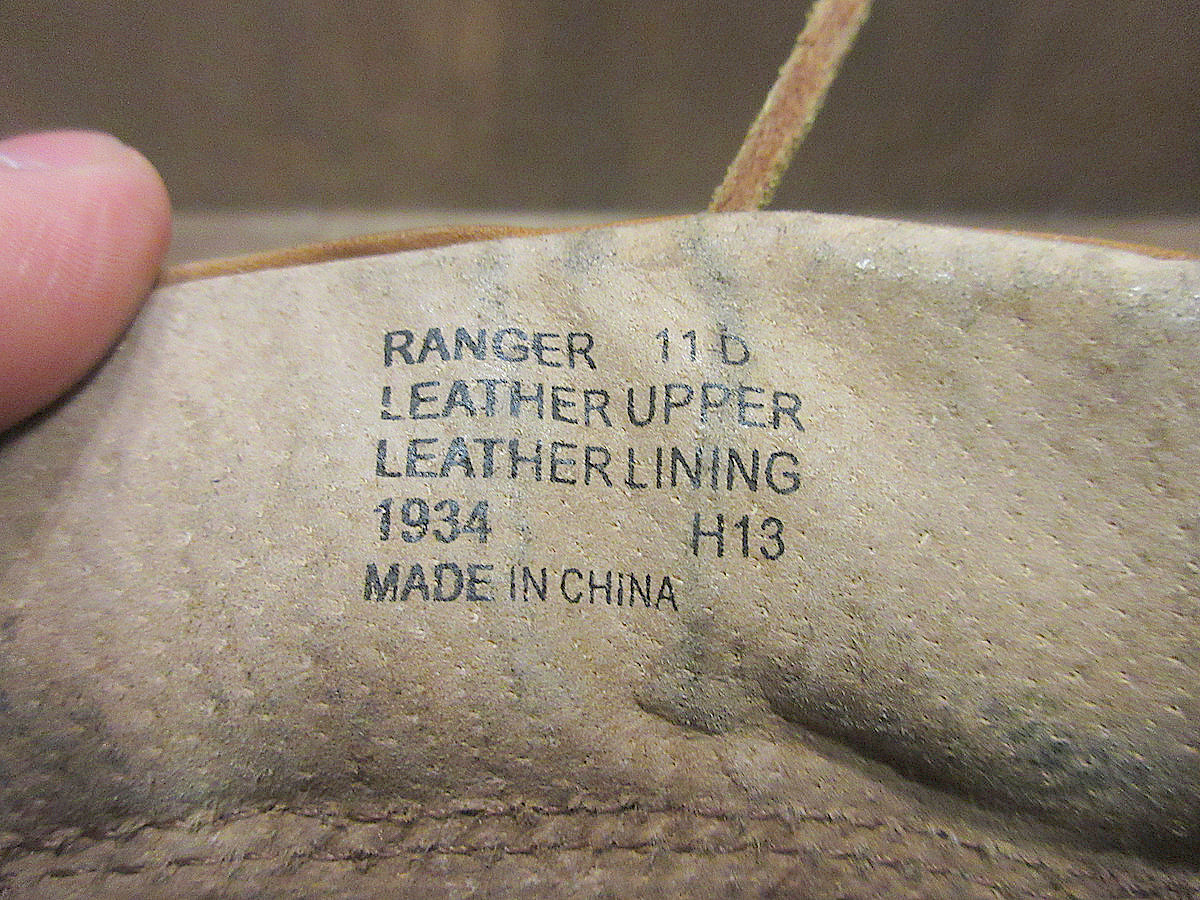 RANGER 11 D
LEATHER UPPER
LEATHER LINING
1934 H13
MADE IN CHINA